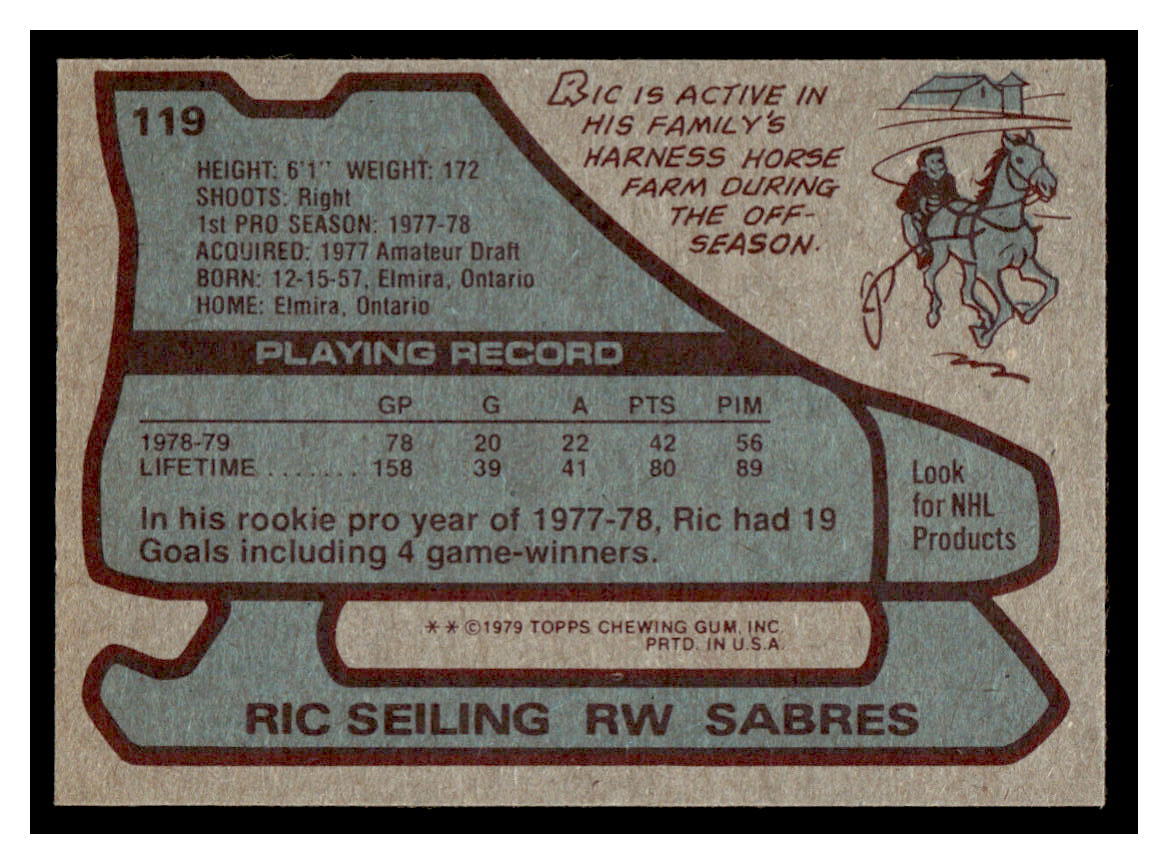 119
HEIGHT: 6'1" WEIGHT: 172
SHOOTS: Right
1st PRO SEASON: 1977-78
ACQUIRED: 1977 Amateur Draft
BORN: 12-15-57, Elmira, Ontario
HOME: Elmira, Ontario
RIC IS ACTIVE IN
HIS FAMILY'S
HARNESS HORSE
FARM DURING
THE OFF-
SEASON.
PLAYING RECORD
GP G A PTS PIM
1978-79 78 20 22 42 56
LIFETIME ........ 158 39 41 80 89
In his rookie pro year of 1977-78, Ric had 19
Goals including 4 game-winners.
Look
for NHL
Products
**©1979 TOPPS CHEWING GUM, INC.
PRTD. IN U.S.A.
RIC SEILING RW SABRES